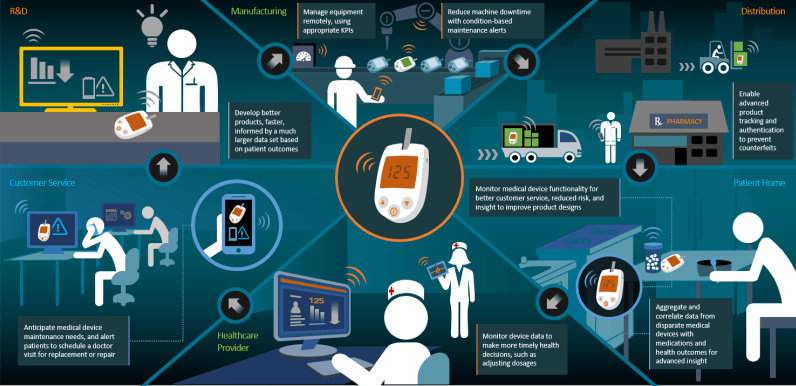 R&D
Develop better
products, faster,
informed by a much
larger data set based
on patient outcomes
Manufacturing
Manage equipment
remotely, using
appropriate KPIs
Reduce machine downtime
with condition-based
maintenance alerts
Distribution
Enable
advanced
product
tracking and
authentication
to prevent
counterfeits
℞ PHARMACY
125
Monitor medical device functionality for
better customer service, reduced risk, and
insight to improve product designs
Patient Home
Aggregate and
correlate data from
disparate medical
devices with
medications and
health outcomes for
advanced insight
125
Monitor device data to
make more timely health
decisions, such as
adjusting dosages
Healthcare
Provider
125
Customer Service
Anticipate medical device
maintenance needs, and alert
patients to schedule a doctor
visit for replacement or repair